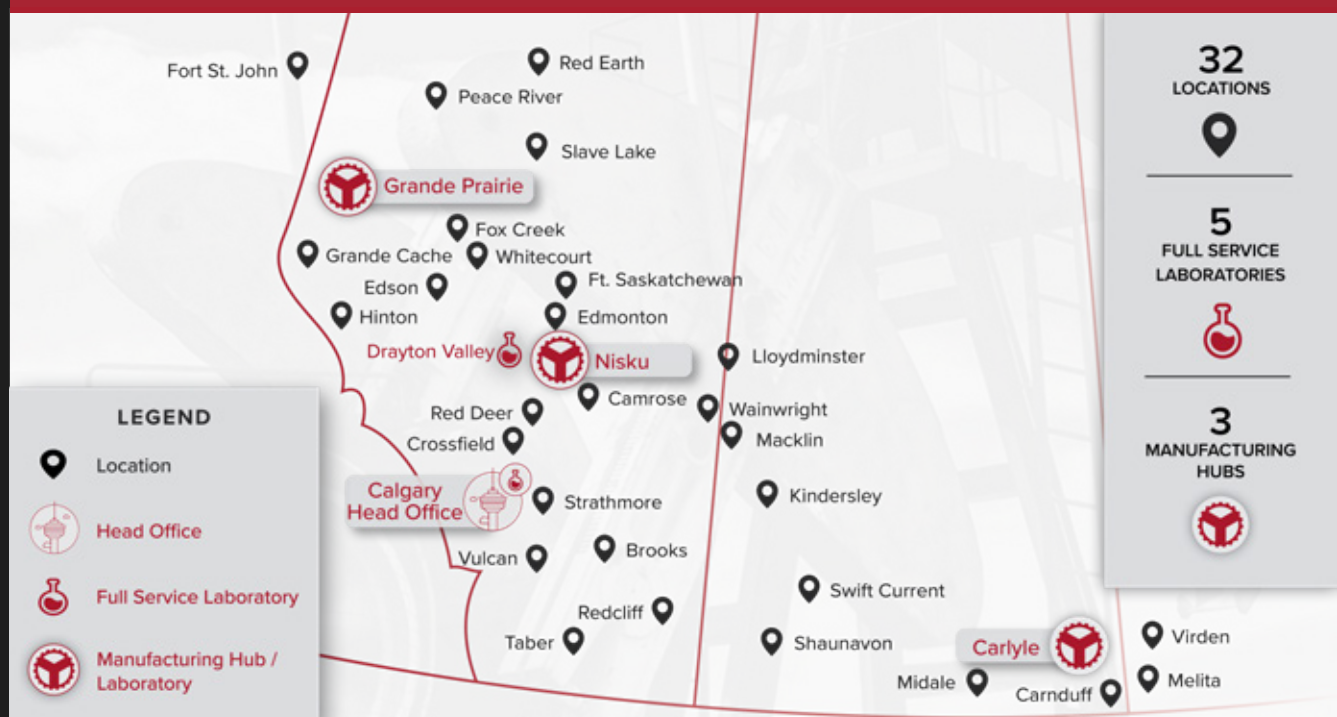 Fort St. John
Red Earth
Peace River
Slave Lake
Grande Prairie
Fox Creek
Grande Cache
Whitecourt
Edson
Ft. Saskatchewan
Hinton
Edmonton
Drayton Valley
Nisku
Lloydminster
Camrose
Wainwright
Red Deer
Crossfield
Macklin
Calgary
Head Office
Strathmore
Kindersley
Vulcan
Brooks
Swift Current
Redcliff
Taber
Shaunavon
Carlyle
Virden
Midale
Carnduff
Melita
LEGEND
Location
Head Office
Full Service Laboratory
Manufacturing Hub /
Laboratory
32
LOCATIONS
5
FULL SERVICE
LABORATORIES
3
MANUFACTURING
HUBS